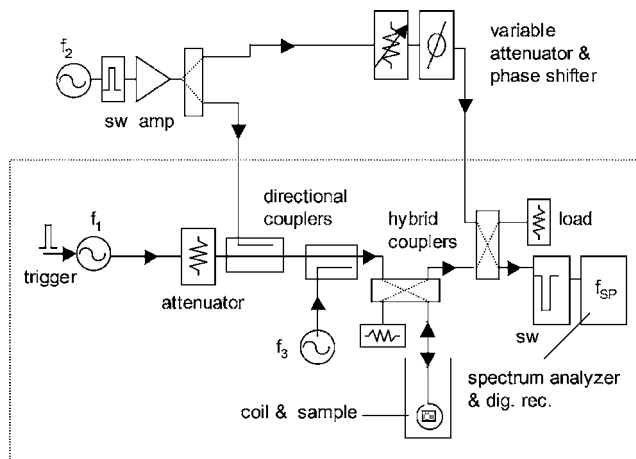 f2
sw amp
variable
attenuator &
phase shifter
f1
trigger
attenuator
directional
couplers
hybrid
couplers
load
f3
sw
fSP
spectrum analyzer
& dig. rec.
coil & sample